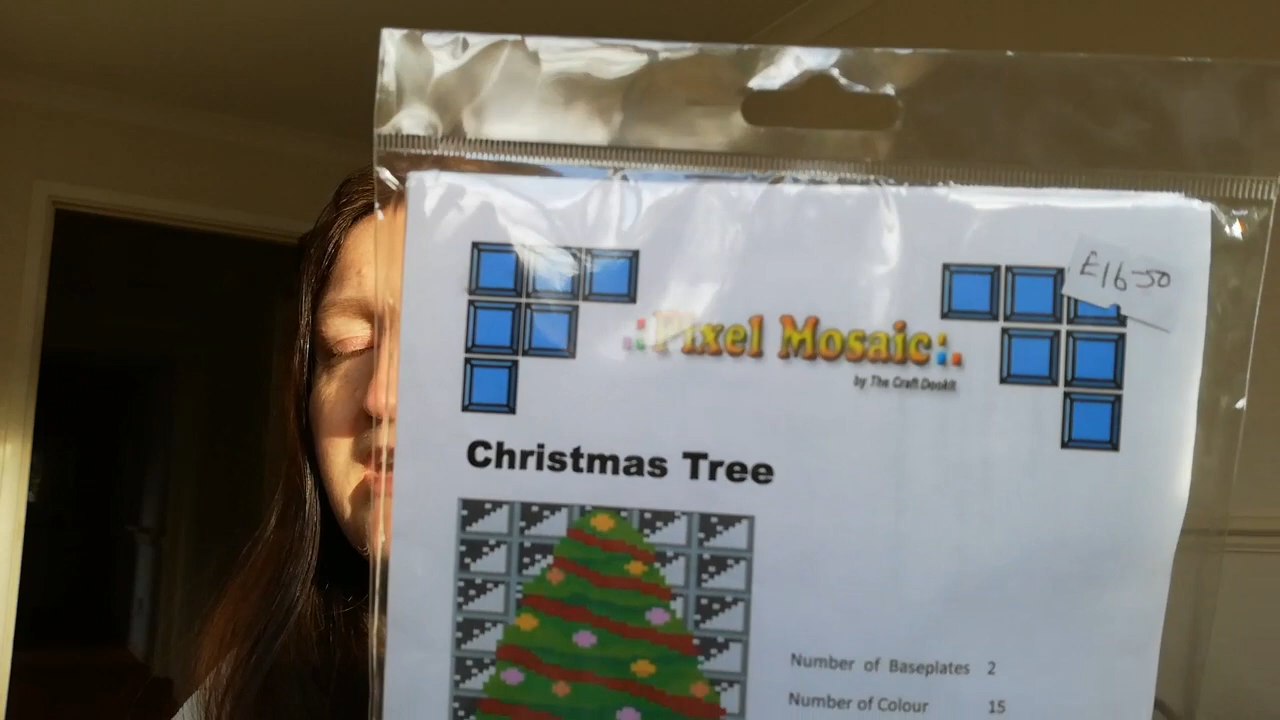 £16-50
Pixel Mosaic
by The Craft Dookit
Christmas Tree
Number of Baseplates 2
Number of Colour 15